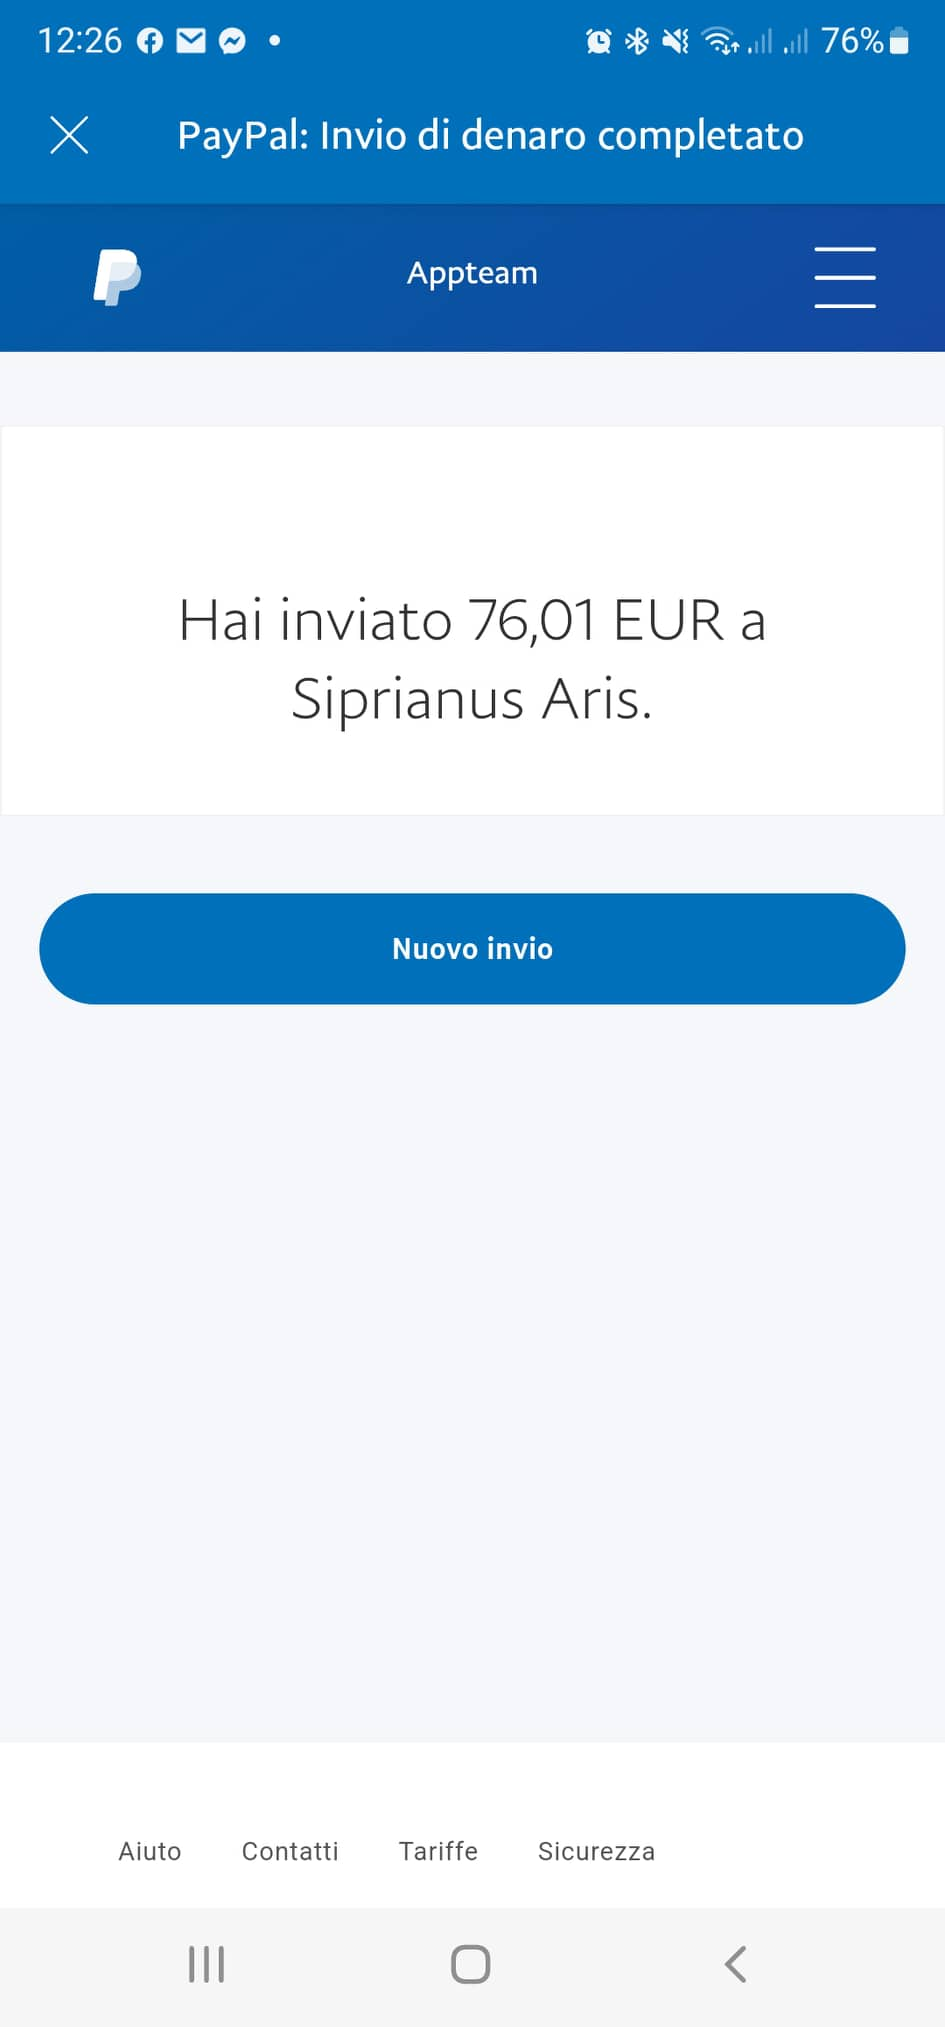 12:26
76%
PayPal: Invio di denaro completato
Appteam
Hai inviato 76,01 EUR a
Siprianus Aris.
Nuovo invio
Aiuto Contatti Tariffe Sicurezza